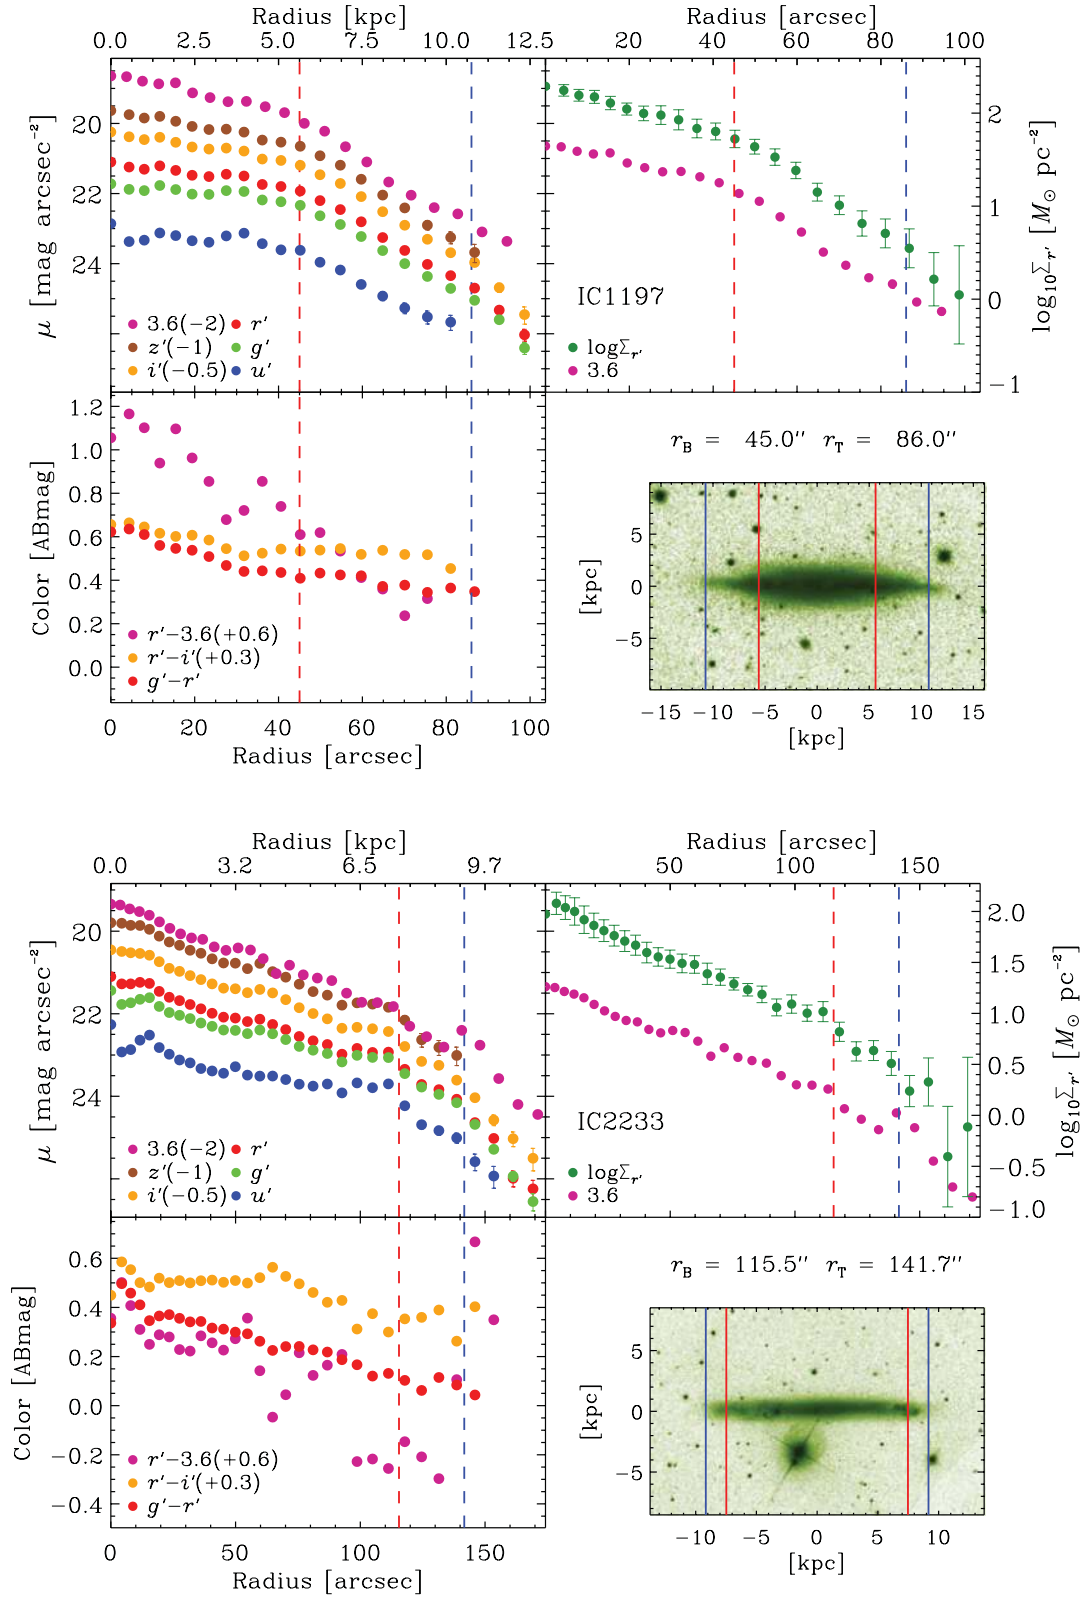 Radius [kpc]
Radius [arcsec]
0.0 2.5 5.0 7.5 10.0 12.5
20 40 60 80 100
20
22
24
μ [mag arcsec⁻²]
3.6(−2) r′
z′(−1) g′
i′(−0.5) u′
IC1197
logΣr′
3.6
2
1
0
−1
log₁₀Σr′ [M⊙ pc⁻²]
1.2
1.0
0.8
0.6
0.4
0.2
0.0
Color [ABmag]
r′−3.6(+0.6)
r′−i′(+0.3)
g′−r′
0 20 40 60 80 100
Radius [arcsec]
rB = 45.0″ rT = 86.0″
5
0
−5
[kpc]
−15 −10 −5 0 5 10 15
[kpc]
Radius [kpc]
Radius [arcsec]
0.0 3.2 6.5 9.7
50 100 150
20
22
24
μ [mag arcsec⁻²]
3.6(−2) r′
z′(−1) g′
i′(−0.5) u′
IC2233
logΣr′
3.6
2.0
1.5
1.0
0.5
0.0
−0.5
−1.0
log₁₀Σr′ [M⊙ pc⁻²]
0.6
0.4
0.2
0.0
−0.2
−0.4
Color [ABmag]
r′−3.6(+0.6)
r′−i′(+0.3)
g′−r′
0 50 100 150
Radius [arcsec]
rB = 115.5″ rT = 141.7″
5
0
−5
[kpc]
−10 −5 0 5 10
[kpc]